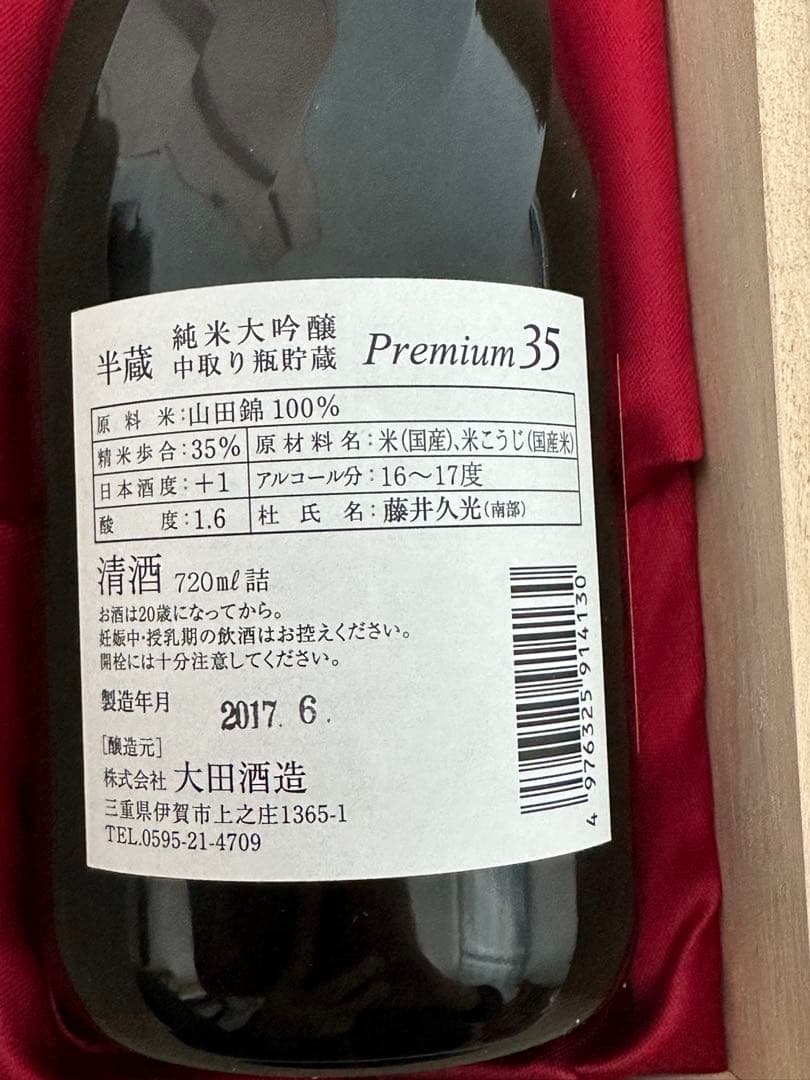 半蔵 純米大吟醸 中取り瓶貯蔵 Premium 35
原料米:山田錦 100%
精米歩合:35% 原材料名:米(国産)、米こうじ(国産米)
日本酒度:+1 アルコール分:16〜17度
酸度:1.6 杜氏名:藤井久光(南部)
清酒 720mℓ詰
お酒は20歳になってから。
妊娠中・授乳期の飲酒はお控えください。
開栓には十分注意してください。
製造年月 2017. 6.
[醸造元]
株式会社 大田酒造
三重県伊賀市上之庄1365-1
TEL.0595-21-4709
4 976325 914130